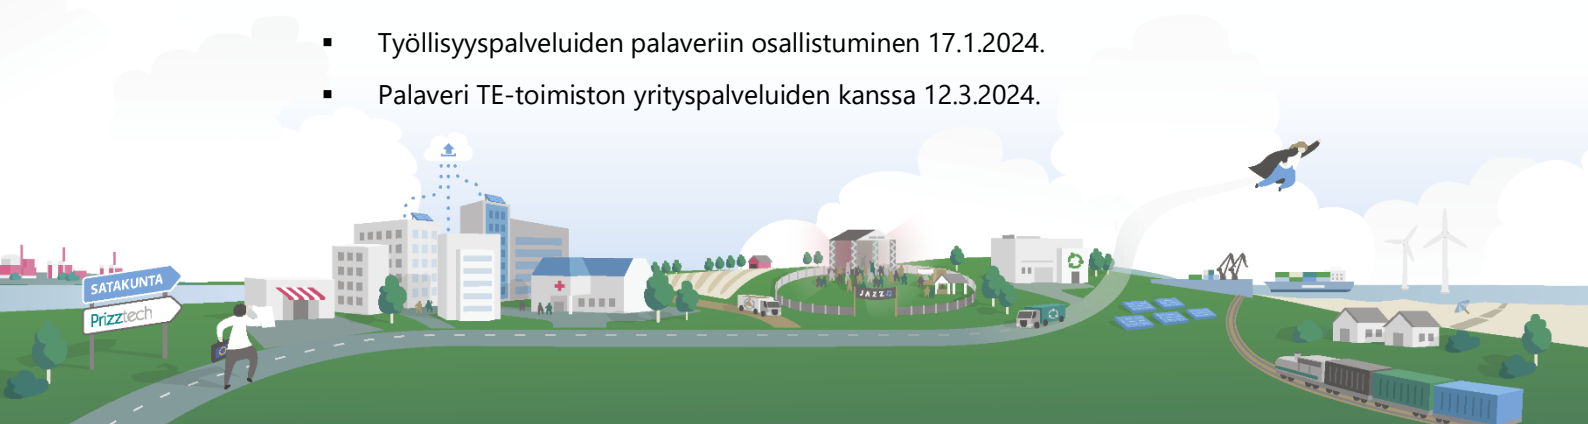 ▪ Työllisyyspalveluiden palaveriin osallistuminen 17.1.2024.
▪ Palaveri TE-toimiston yrityspalveluiden kanssa 12.3.2024.
SATAKUNTA
Prizztech
JAZZ